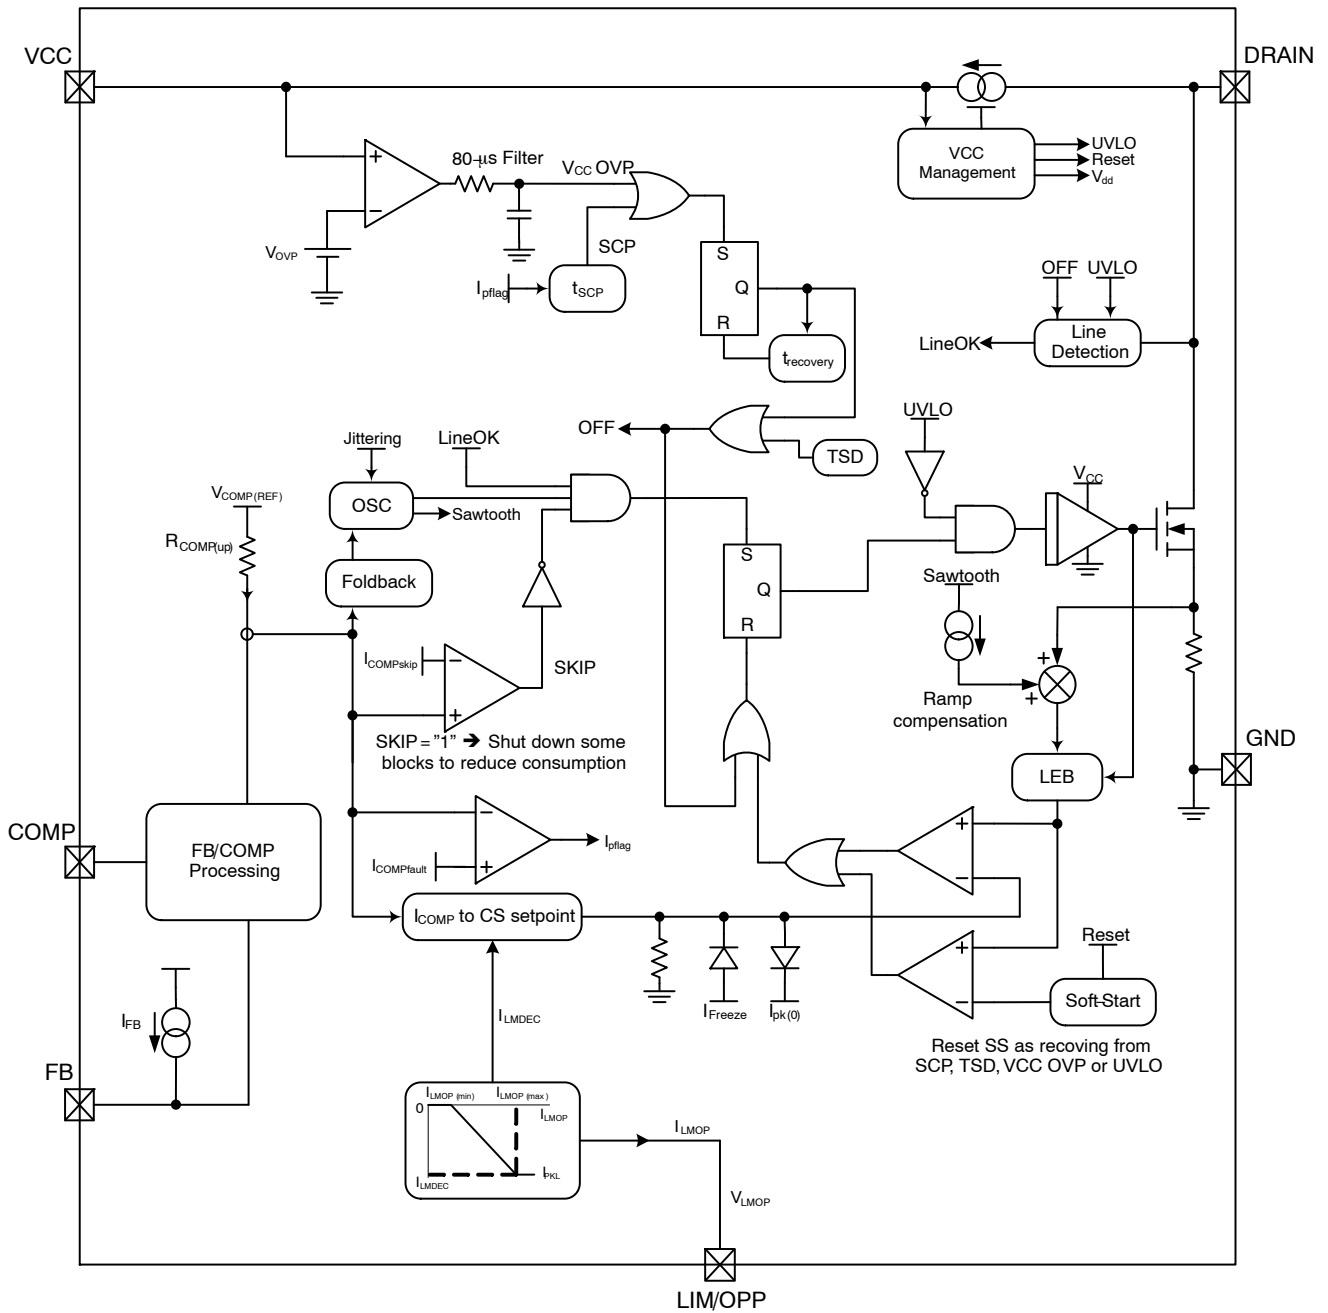 VCC
DRAIN
80-μs Filter
VCC OVP
VCC
Management
UVLO
Reset
Vdd
+
−
VOVP
SCP
Ipflag
tSCP
S
Q
R
trecovery
OFF
UVLO
LineOK
Line
Detection
OFF
TSD
UVLO
Jittering
LineOK
VCOMP(REF)
OSC
Sawtooth
RCOMP(up)
Foldback
VCC
S
Q
R
Sawtooth
+
+
Ramp
compensation
ICOMPskip
−
+
SKIP
SKIP = ”1” ➔ Shut down some
blocks to reduce consumption
GND
LEB
COMP
FB/COMP
Processing
−
+
ICOMPfault
Ipflag
+
−
ICOMP to CS setpoint
+
−
Reset
Soft-Start
IFreeze
Ipk(0)
Reset SS as recoving from
SCP, TSD, VCC OVP or UVLO
IFB
ILMDEC
FB
0
ILMOP (min)
ILMOP (max)
ILMOP
ILMDEC
IPKL
ILMOP
VLMOP
LIM/OPP